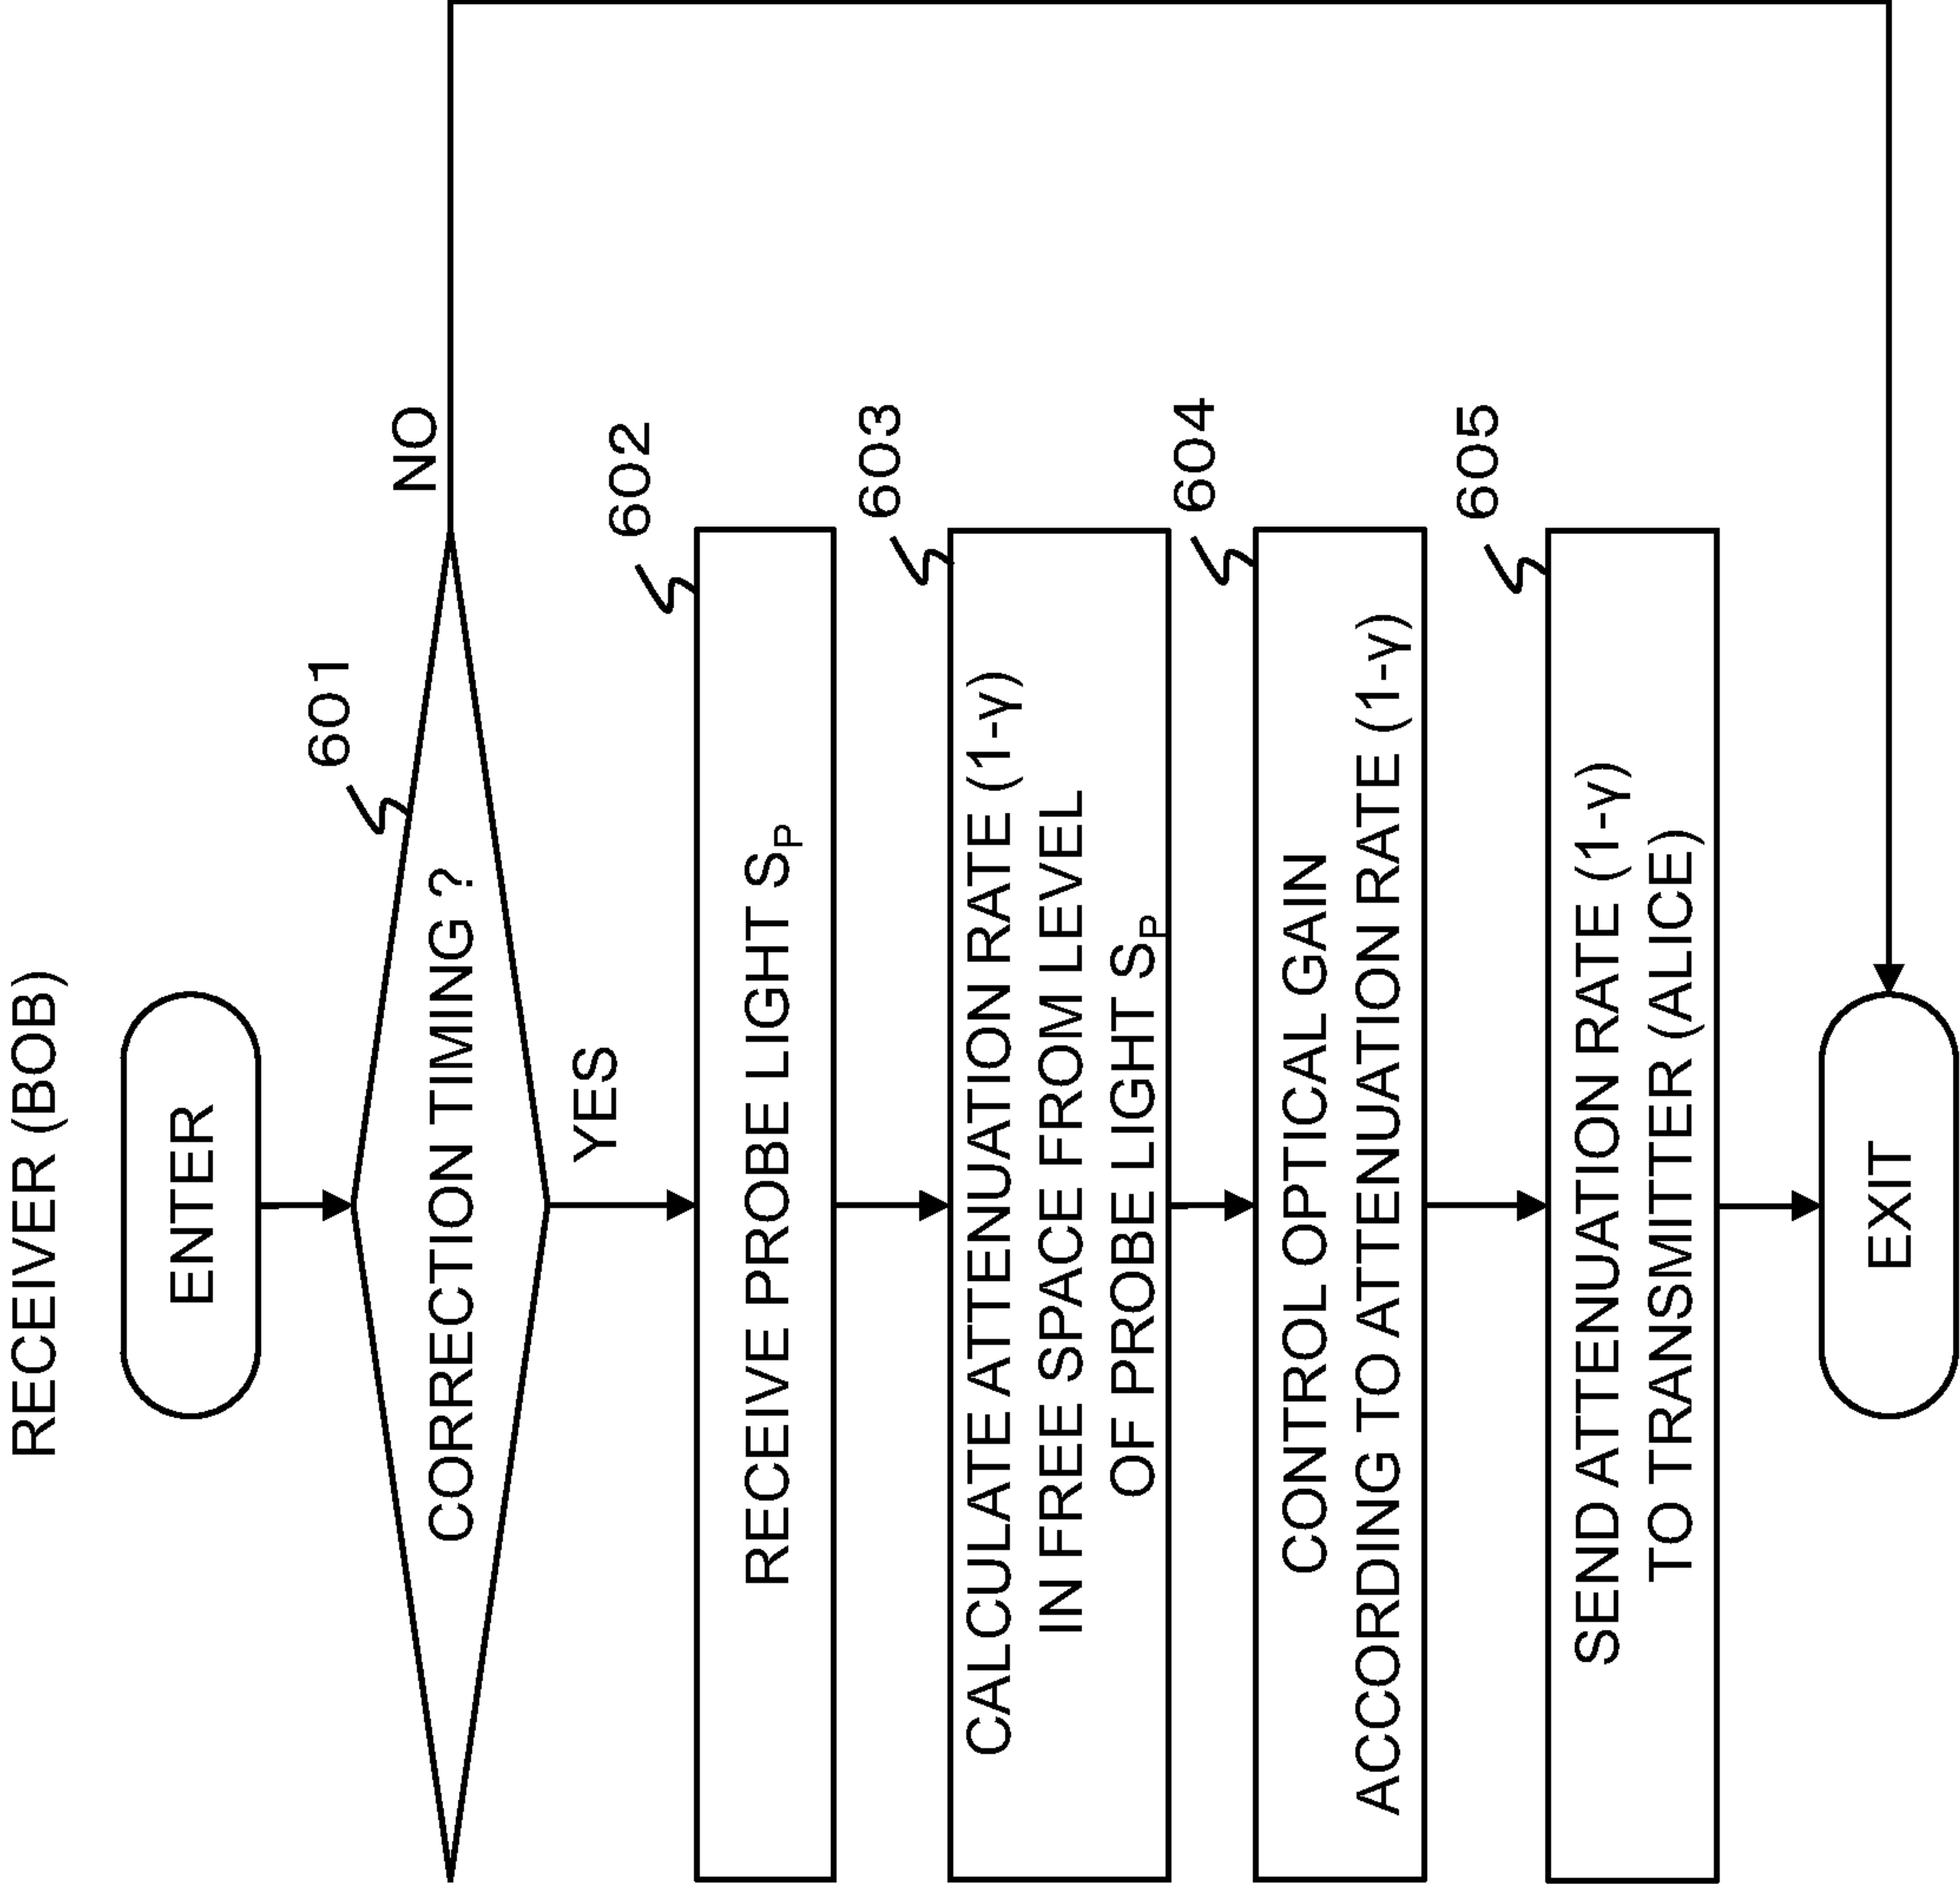 RECEIVER (BOB)
ENTER
601
CORRECTION TIMING ?
NO
YES
602
RECEIVE PROBE LIGHT SP
603
CALCULATE ATTENUATION RATE (1-γ)
IN FREE SPACE FROM LEVEL
OF PROBE LIGHT SP
604
CONTROL OPTICAL GAIN
ACCORDING TO ATTENUATION RATE (1-γ)
605
SEND ATTENUATION RATE (1-γ)
TO TRANSMITTER (ALICE)
EXIT